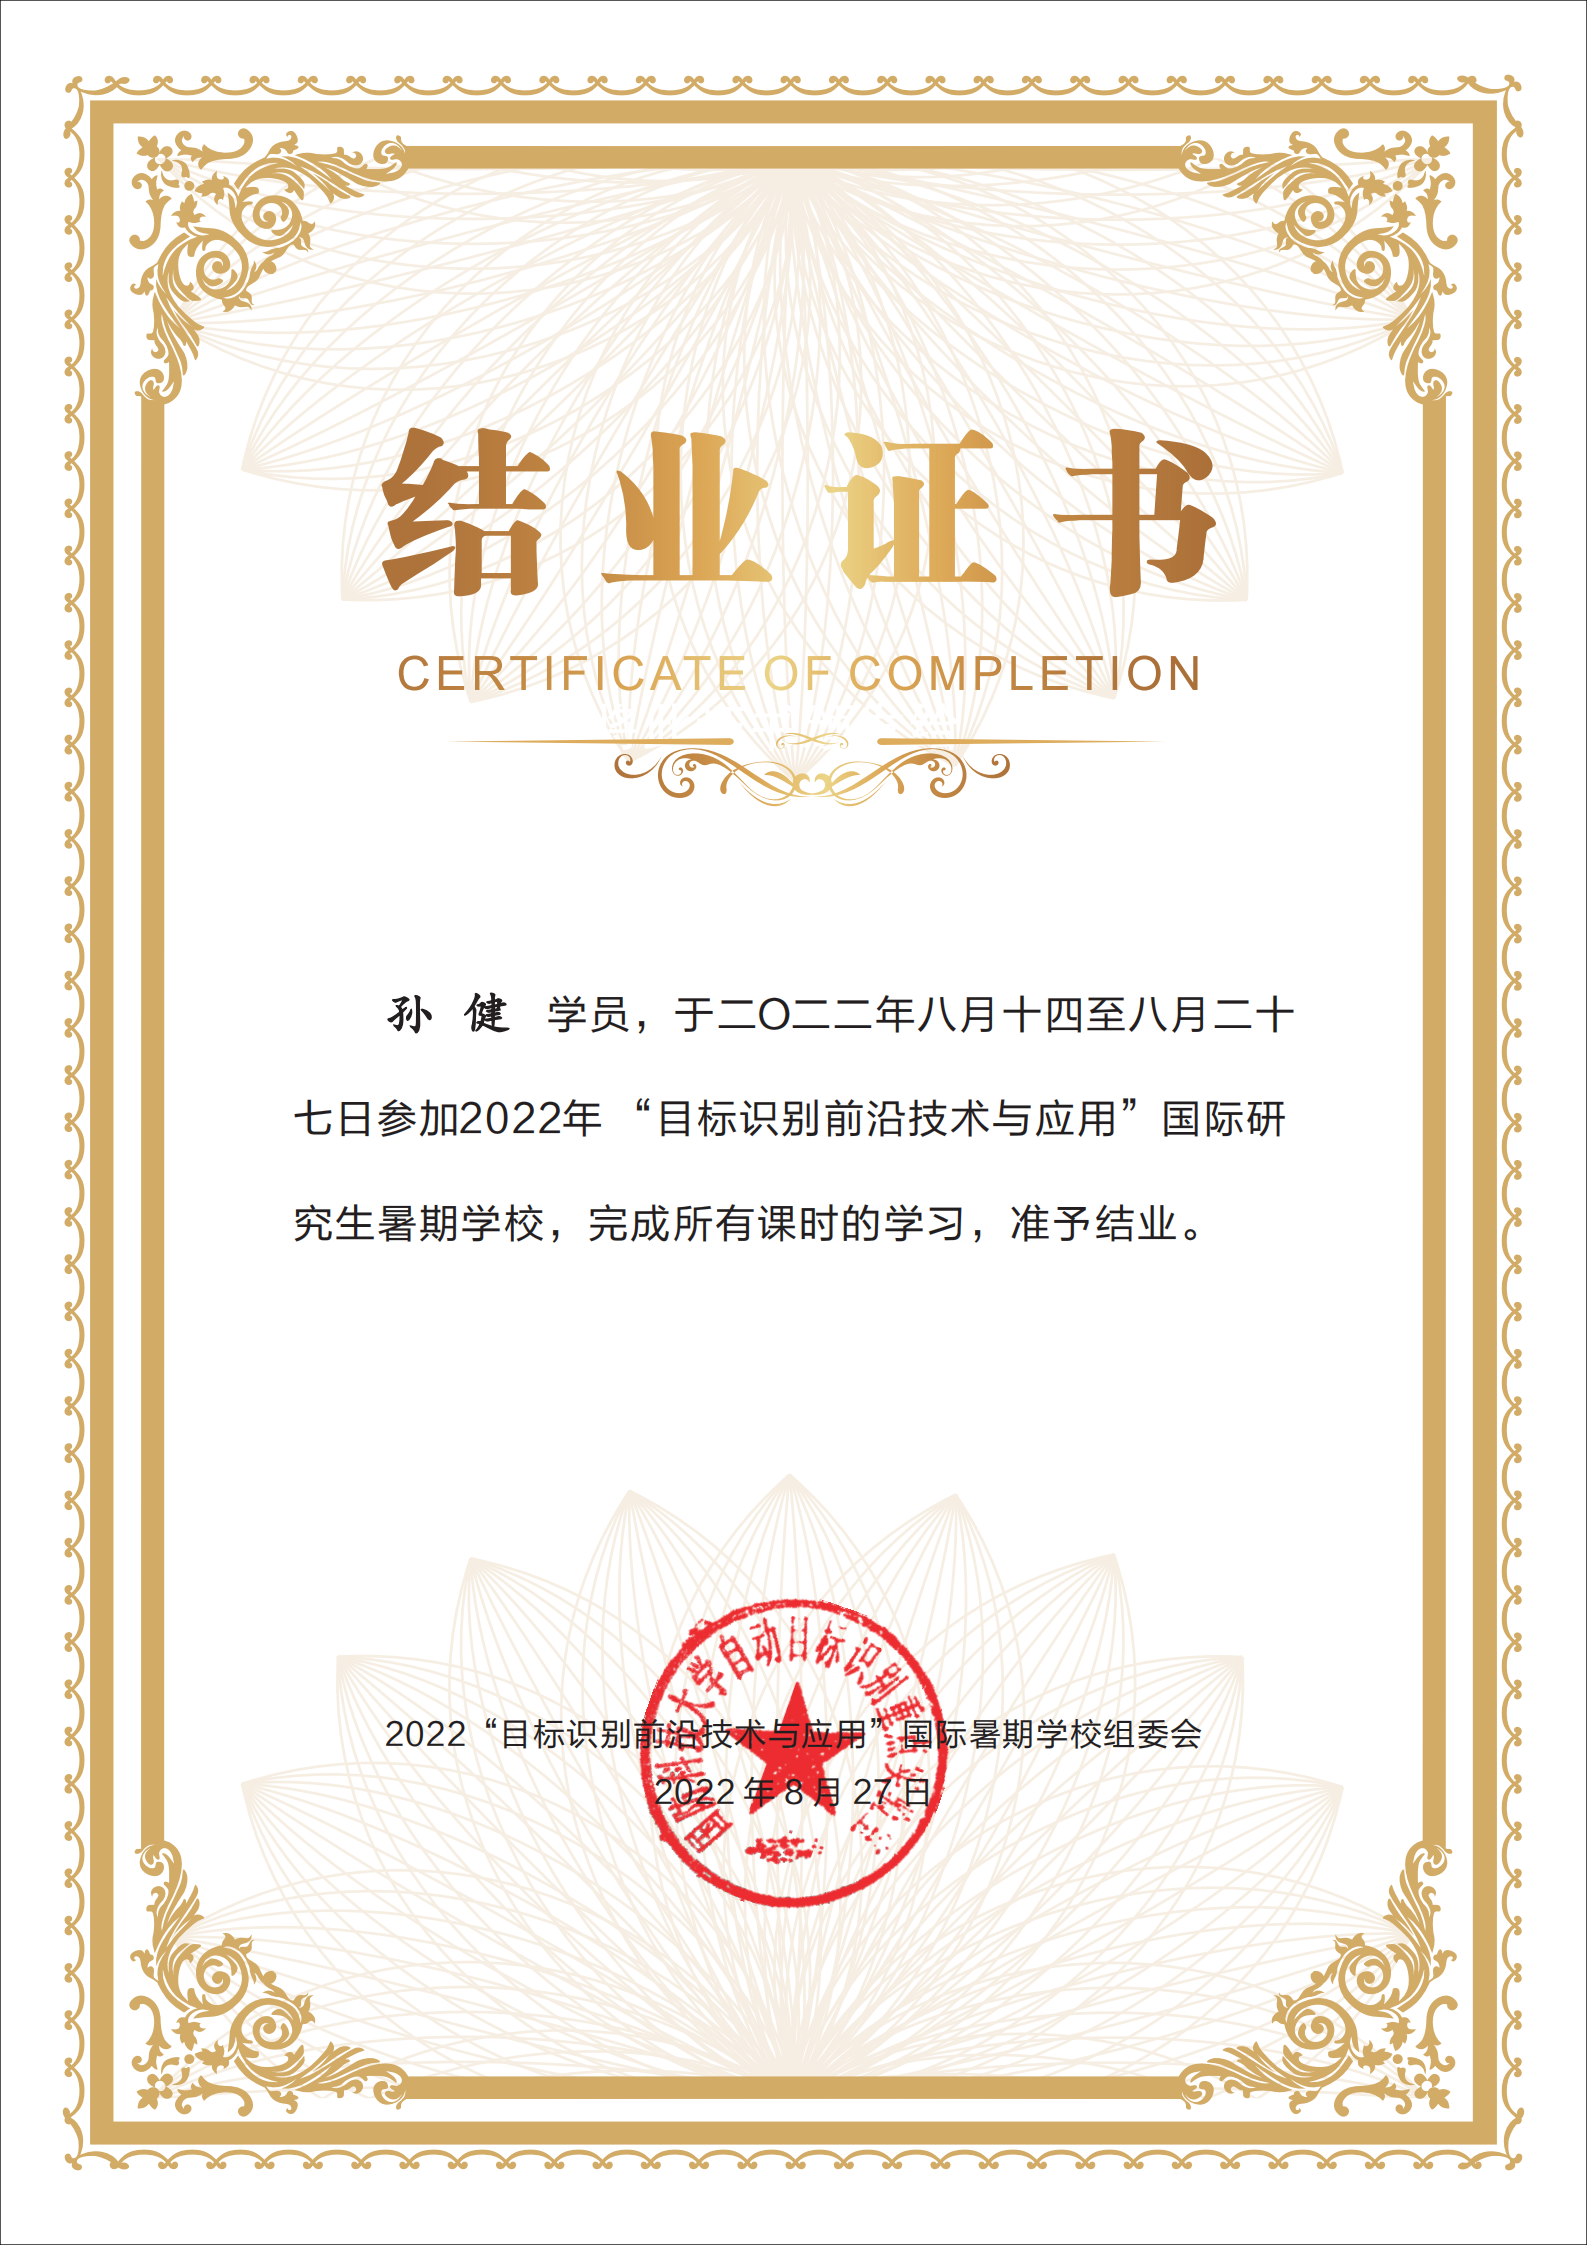 结业证书
CERTIFICATE OF COMPLETION
孙 健 学员，于二〇二二年八月十四至八月二十
七日参加2022年“目标识别前沿技术与应用”国际研
究生暑期学校，完成所有课时的学习，准予结业。
国防科技大学自动目标识别重点实验室
2022“目标识别前沿技术与应用”国际暑期学校组委会
2022 年 8 月 27 日